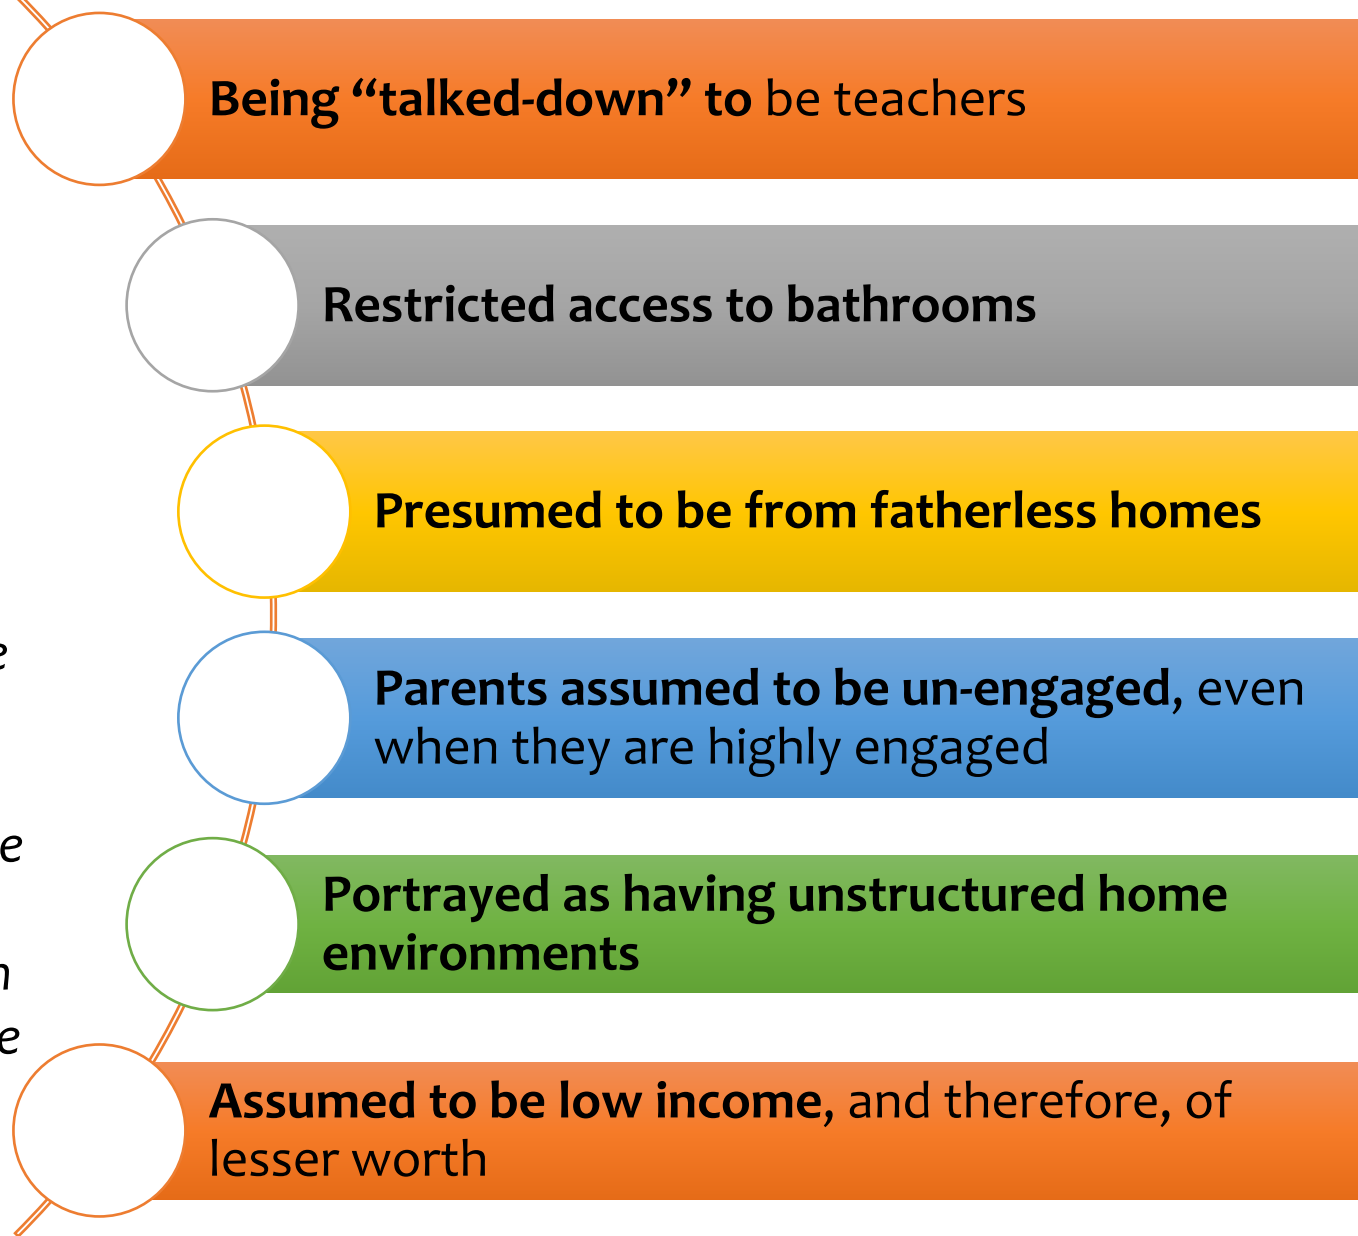 Being “talked-down” to be teachers
Restricted access to bathrooms
Presumed to be from fatherless homes
Parents assumed to be un-engaged, even
when they are highly engaged
Portrayed as having unstructured home
environments
Assumed to be low income, and therefore, of
lesser worth